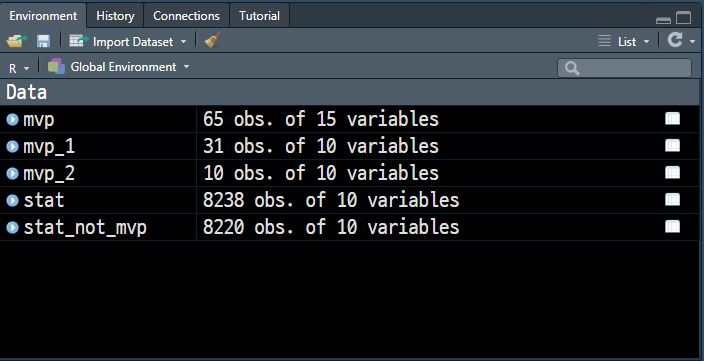 Environment History Connections Tutorial
Import Dataset List
R Global Environment
Data
mvp 65 obs. of 15 variables
mvp_1 31 obs. of 10 variables
mvp_2 10 obs. of 10 variables
stat 8238 obs. of 10 variables
stat_not_mvp 8220 obs. of 10 variables